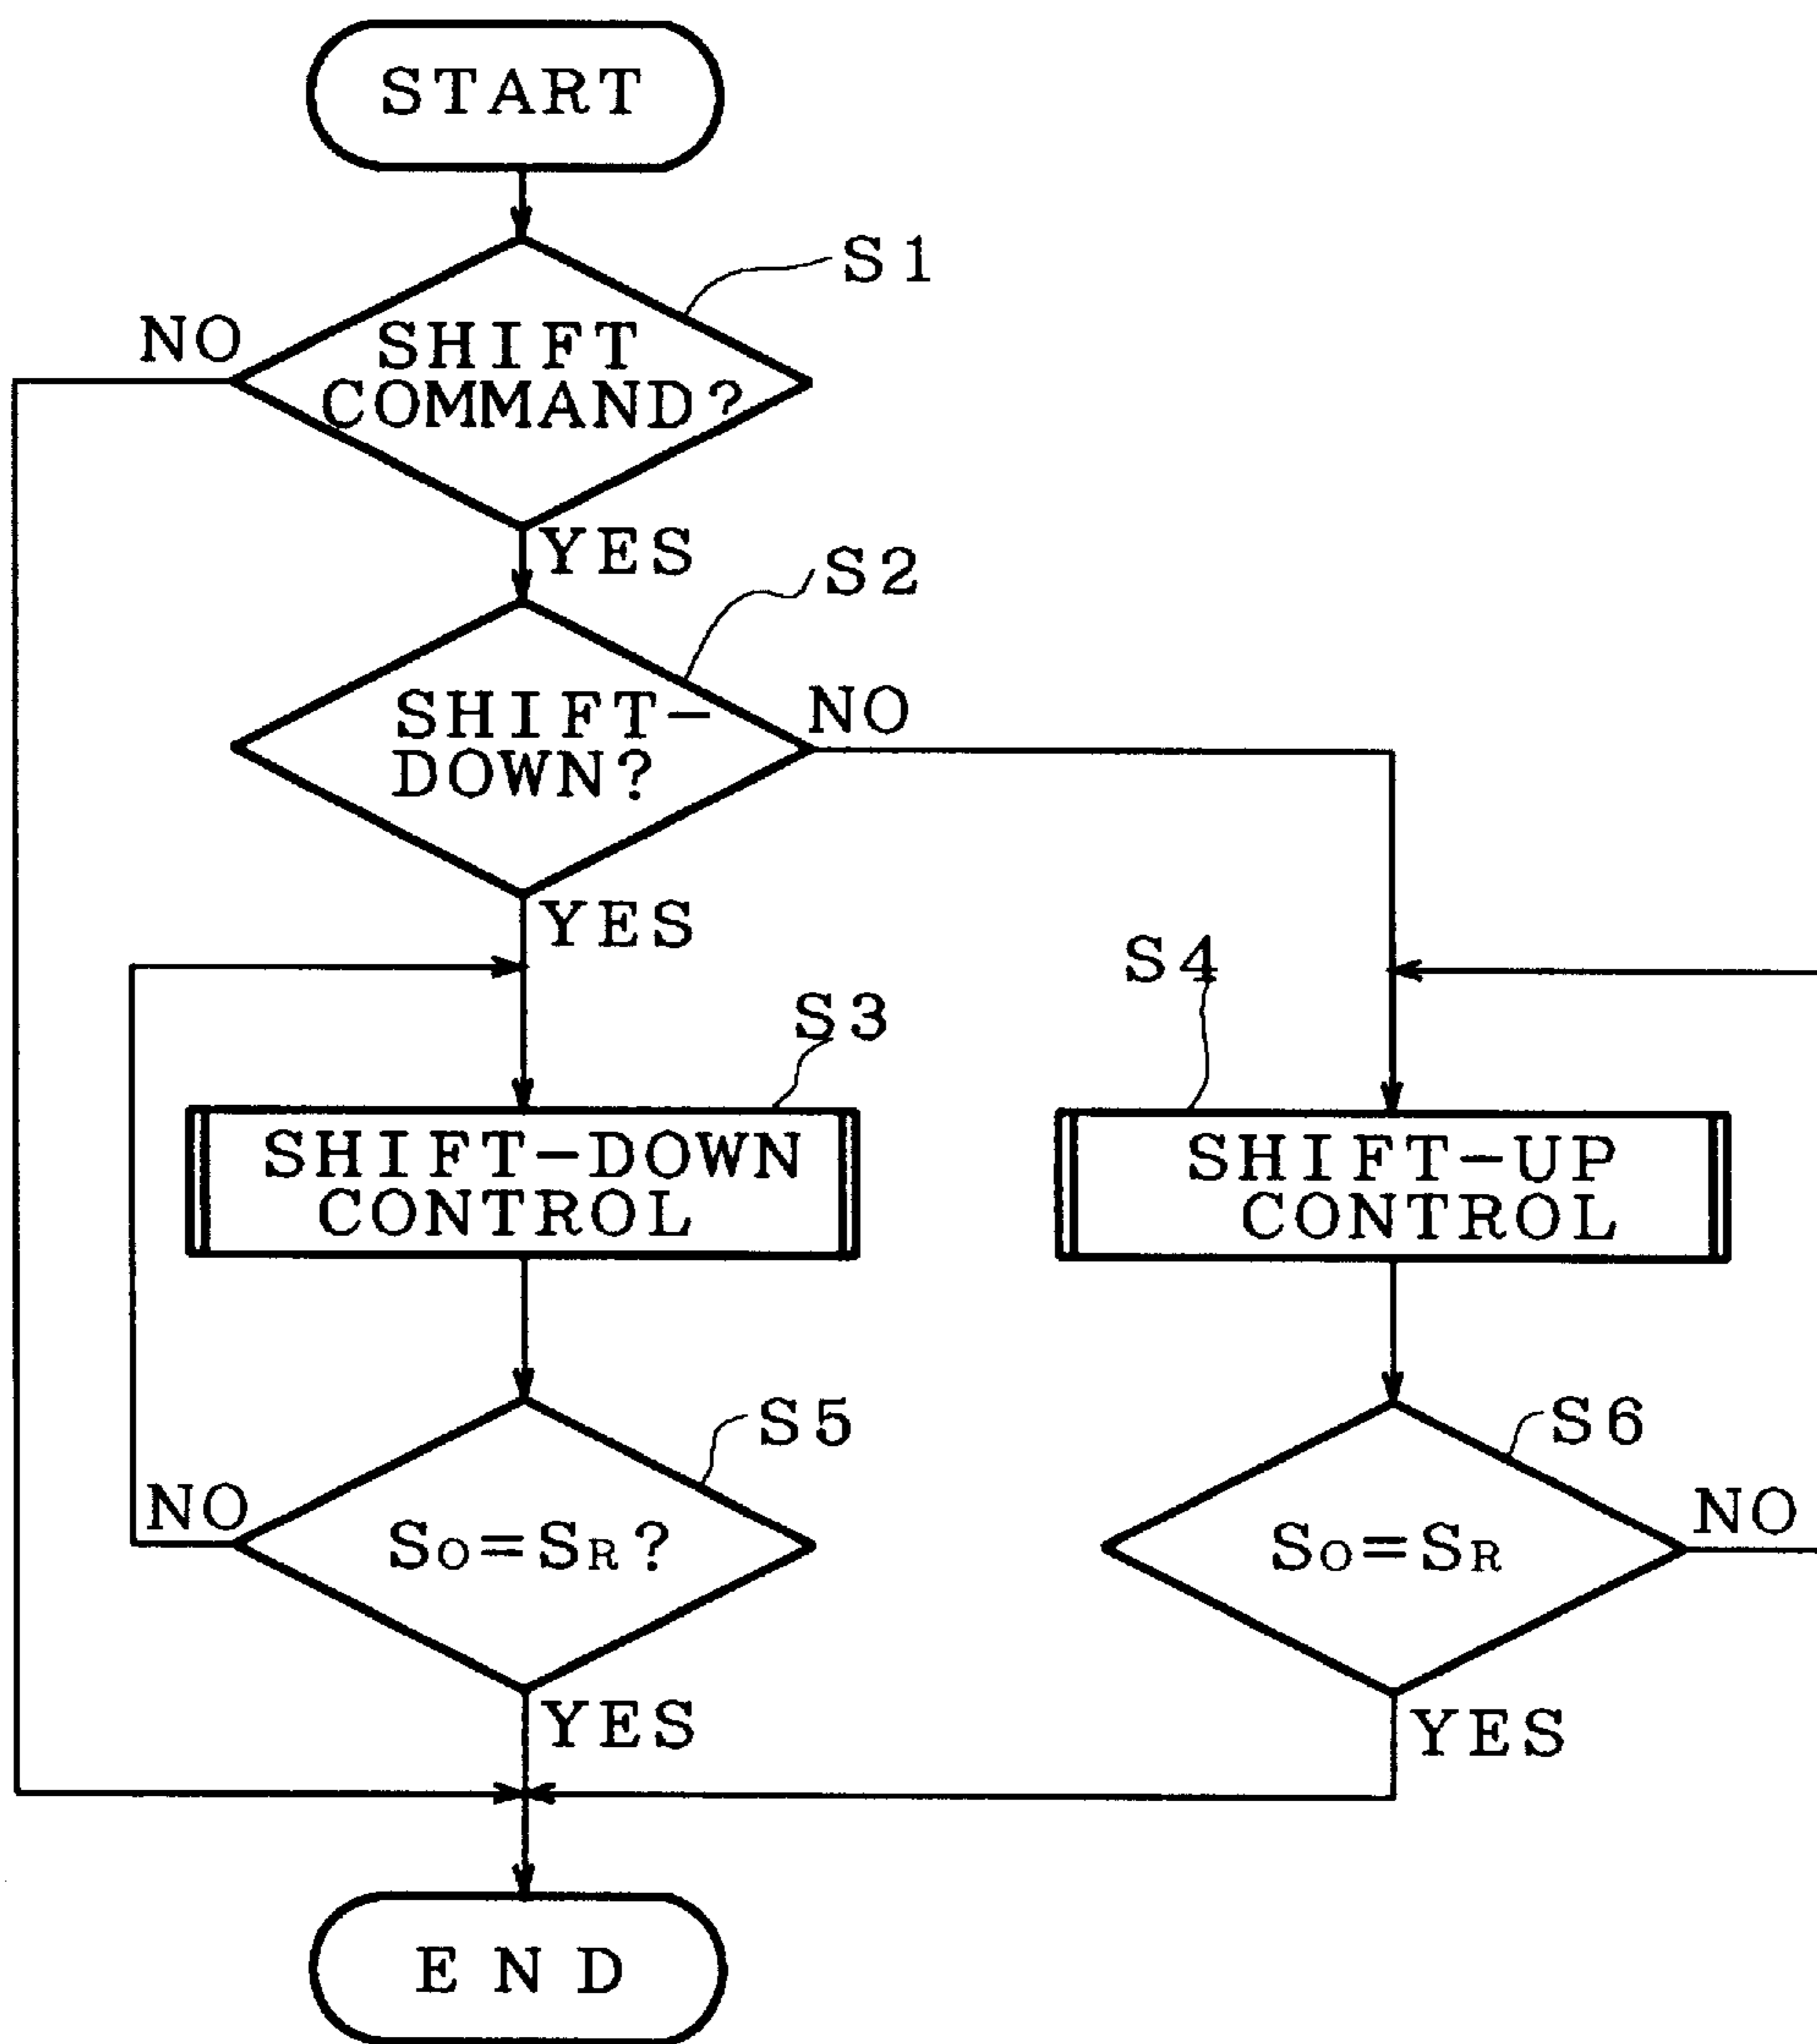 START
S1
NO
SHIFT
COMMAND?
YES
S2
SHIFT-
DOWN?
NO
YES
S4
S3
SHIFT-DOWN
CONTROL
SHIFT-UP
CONTROL
S5
S6
NO
SO=SR?
SO=SR
NO
YES
YES
END